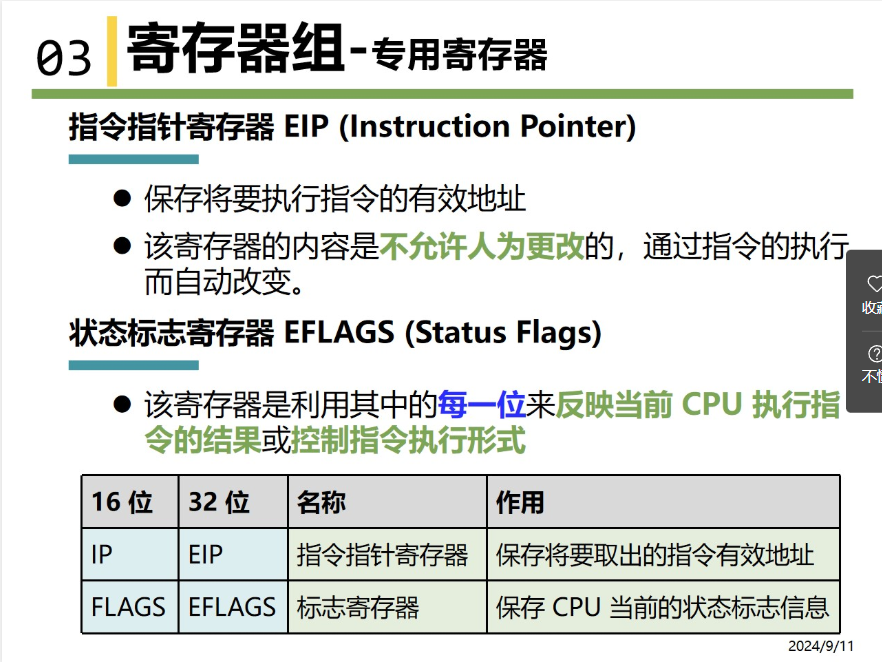 03 寄存器组-专用寄存器
指令指针寄存器 EIP (Instruction Pointer)
● 保存将要执行指令的有效地址
● 该寄存器的内容是不允许人为更改的，通过指令的执行
而自动改变。
状态标志寄存器 EFLAGS (Status Flags)
● 该寄存器是利用其中的每一位来反映当前 CPU 执行指
令的结果或控制指令执行形式
16 位 32 位 名称 作用
IP EIP 指令指针寄存器 保存将要取出的指令有效地址
FLAGS EFLAGS 标志寄存器 保存 CPU 当前的状态标志信息
2024/9/11
收
不